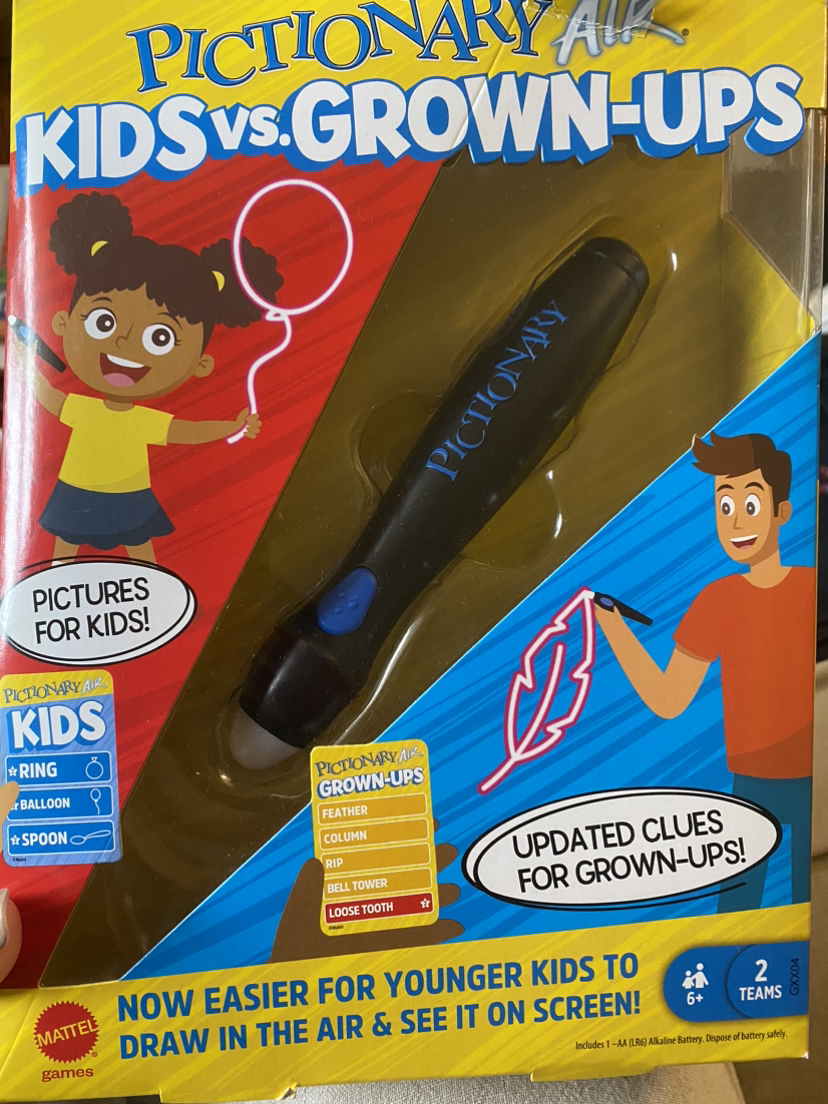 PICTIONARY AIR
KIDS VS. GROWN-UPS
PICTIONARY
PICTURES
FOR KIDS!
PICTIONARY AIR
KIDS
RING
BALLOON
SPOON
PICTIONARY AIR
GROWN-UPS
FEATHER
COLUMN
RIP
BELL TOWER
LOOSE TOOTH
UPDATED CLUES
FOR GROWN-UPS!
MATTEL
games
NOW EASIER FOR YOUNGER KIDS TO
DRAW IN THE AIR & SEE IT ON SCREEN!
6+
2
TEAMS
GXX04
Includes 1 –AA (LR6) Alkaline Battery. Dispose of battery safely.